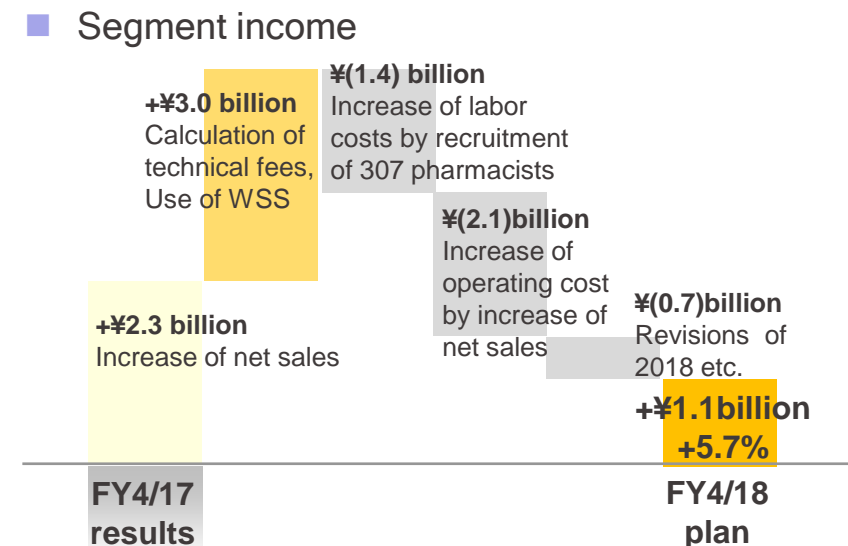 Segment income
+¥3.0 billion
Calculation of
technical fees,
Use of WSS
¥(1.4) billion
Increase of labor
costs by recruitment
of 307 pharmacists
¥(2.1)billion
Increase of
operating cost
by increase of
net sales
+¥2.3 billion
Increase of net sales
¥(0.7)billion
Revisions of
2018 etc.
+¥1.1billion
+5.7%
FY4/17
results
FY4/18
plan